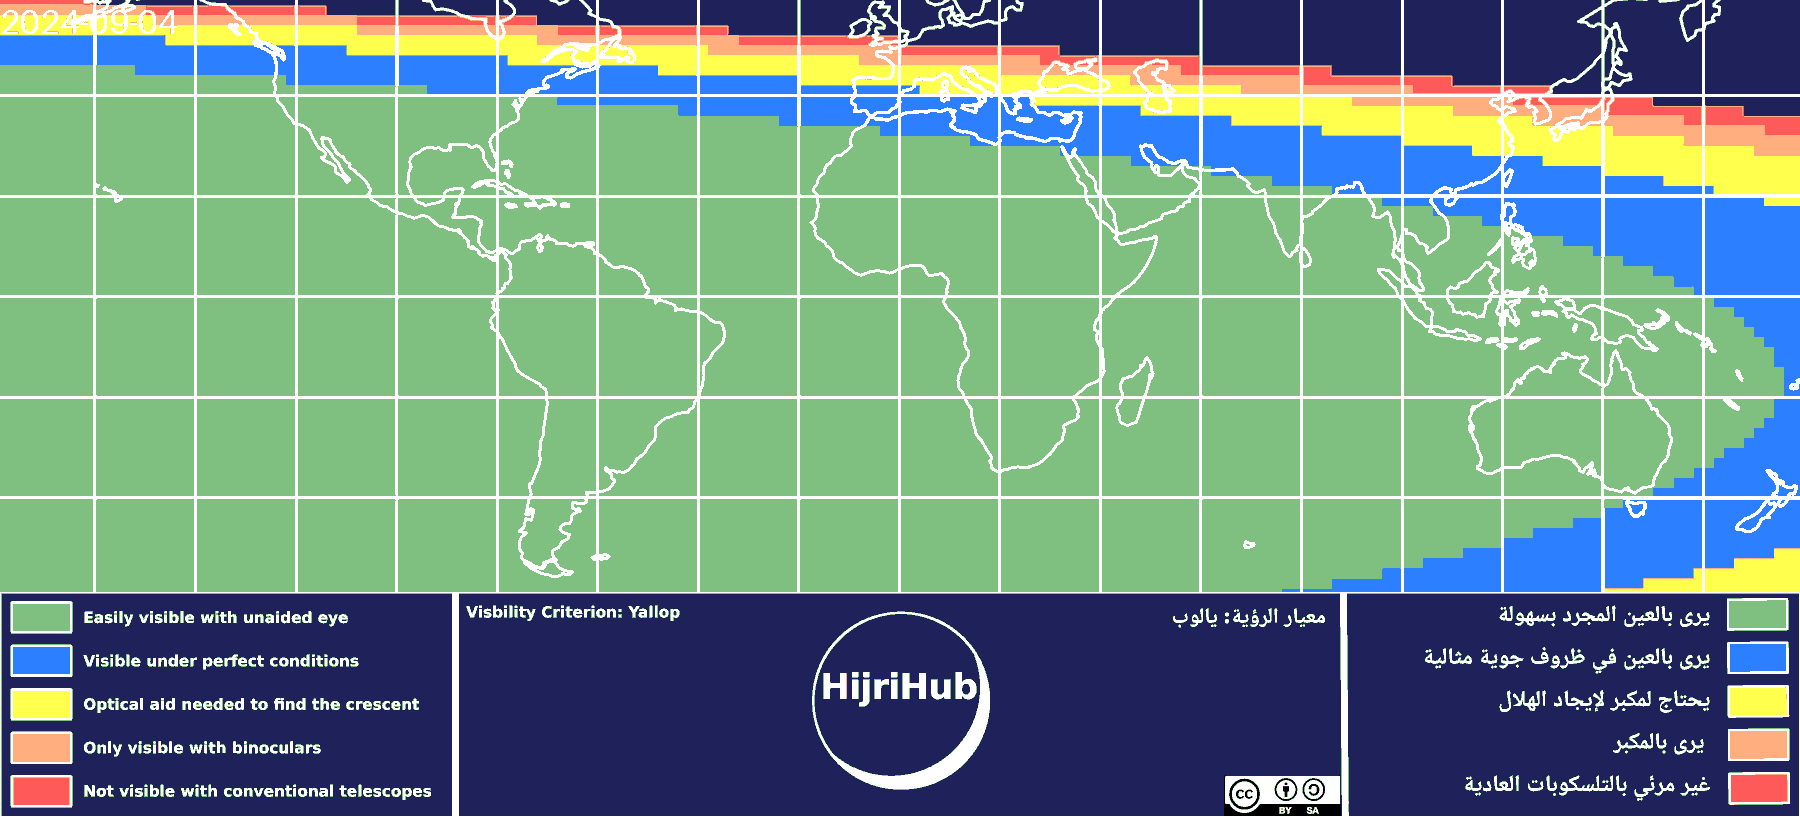 2024-09-04
Easily visible with unaided eye
Visible under perfect conditions
Optical aid needed to find the crescent
Only visible with binoculars
Not visible with conventional telescopes
Visbility Criterion: Yallop
معيار الرؤية: يالوب
HijriHub
cc
BY SA
يرى بالعين المجرد بسهولة
يرى بالعين في ظروف جوية مثالية
يحتاج لمكبر لإيجاد الهلال
يرى بالمكبر
غير مرئي بالتلسكوبات العادية